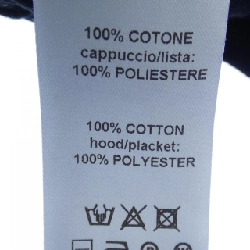 100% COTONE
cappuccio/lista:
100% POLIESTERE
100% COTTON
hood/placket:
100% POLYESTER